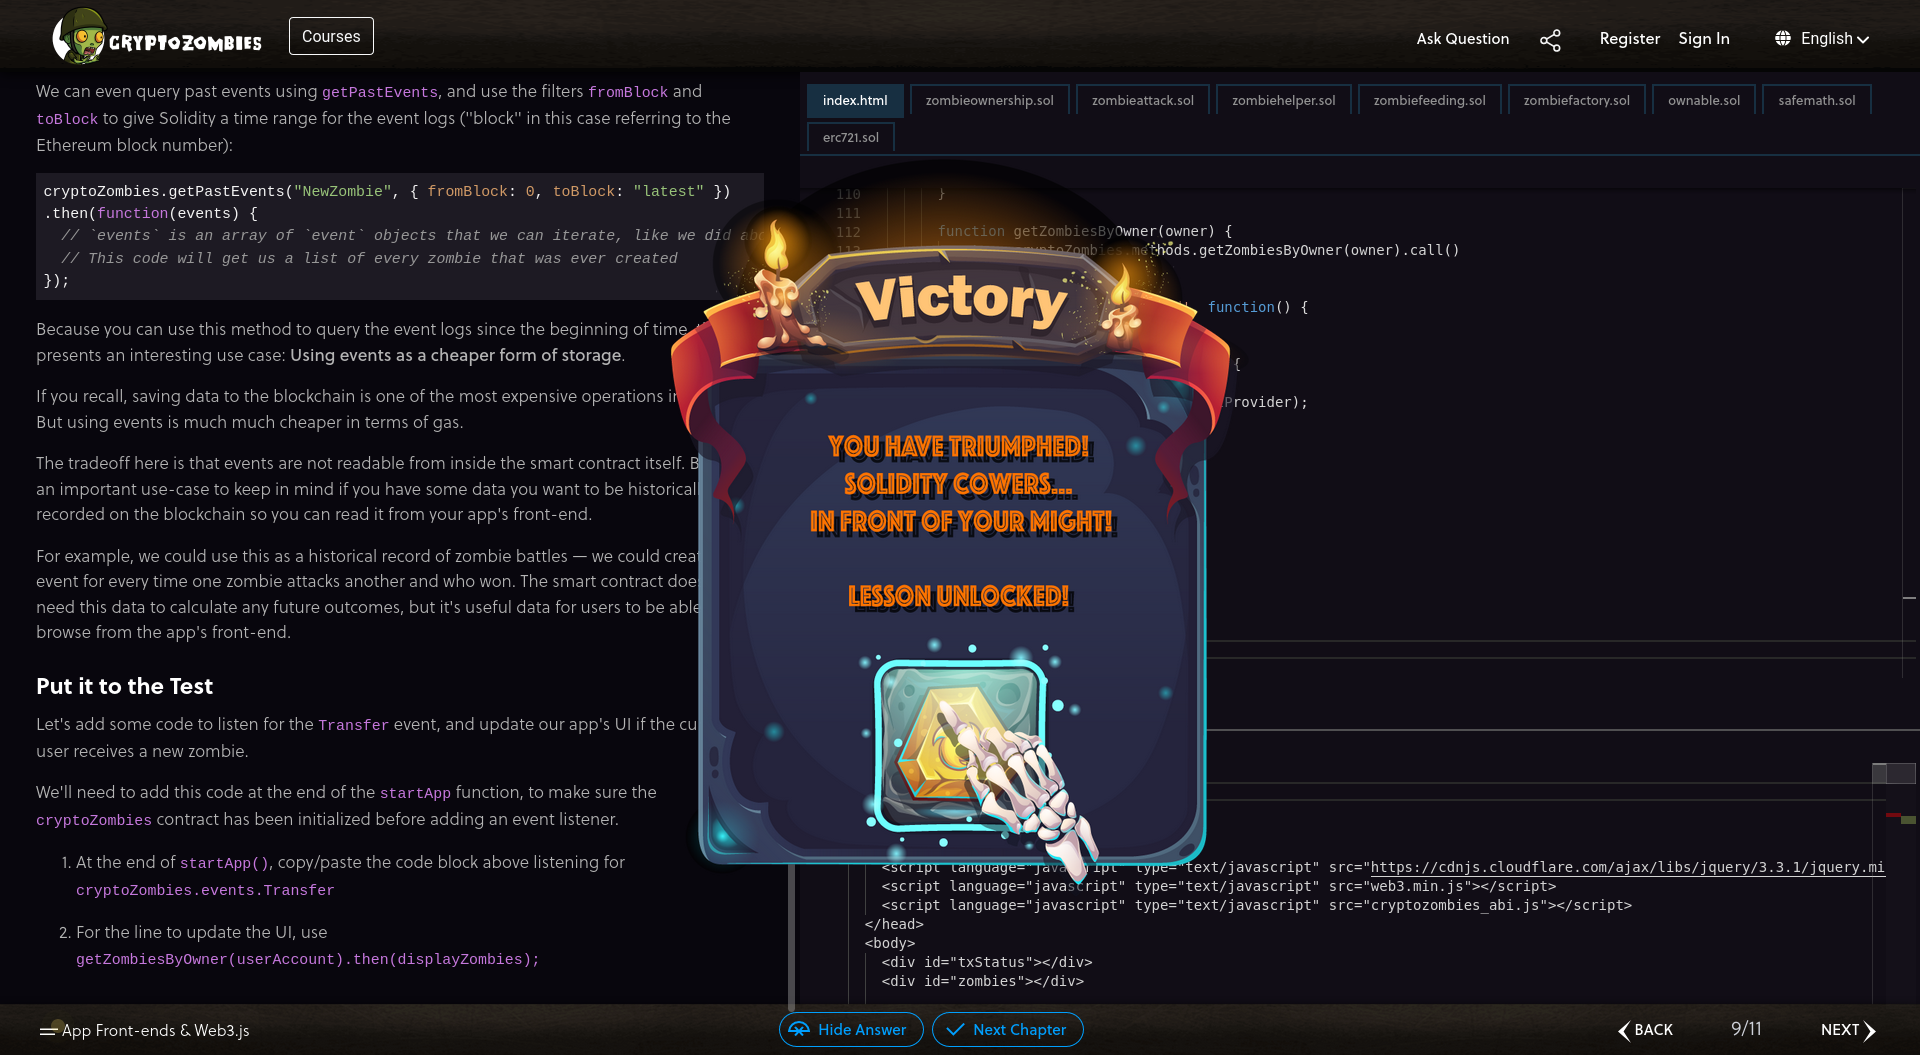 CRYPTOZOMBIES
Courses
Ask Question
Register
Sign In
English
We can even query past events using getPastEvents, and use the filters fromBlock and
toBlock to give Solidity a time range for the event logs ("block" in this case referring to the
Ethereum block number):
cryptoZombies.getPastEvents("NewZombie", { fromBlock: 0, toBlock: "latest" })
.then(function(events) {
// `events` is an array of `event` objects that we can iterate, like we did
// This code will get us a list of every zombie that was ever created
});
Because you can use this method to query the event logs since the beginning of time,
presents an interesting use case: Using events as a cheaper form of storage.
If you recall, saving data to the blockchain is one of the most expensive operations
But using events is much much cheaper in terms of gas.
The tradeoff here is that events are not readable from inside the smart contract itself.
an important use-case to keep in mind if you have some data you want to be
recorded on the blockchain so you can read it from your app's front-end.
For example, we could use this as a historical record of zombie battles — we could
event for every time one zombie attacks another and who won. The smart contract
need this data to calculate any future outcomes, but it's useful data for users to be able
browse from the app's front-end.
Put it to the Test
Let's add some code to listen for the Transfer event, and update our app's UI if the
user receives a new zombie.
We'll need to add this code at the end of the startApp function, to make sure the
cryptoZombies contract has been initialized before adding an event listener.
1. At the end of startApp(), copy/paste the code block above listening for
cryptoZombies.events.Transfer
2. For the line to update the UI, use
getZombiesByOwner(userAccount).then(displayZombies);
index.html
zombieownership.sol
zombieattack.sol
zombiehelper.sol
zombiefeeding.sol
zombiefactory.sol
ownable.sol
safemath.sol
erc721.sol
110 }
111
112 function getZombiesByOwner(owner) {
113 .getZombiesByOwner(owner).call()
function() {
{
Provider);
Victory
YOU HAVE TRIUMPHED!
SOLIDITY COWERS...
IN FRONT OF YOUR MIGHT!
LESSON UNLOCKED!
<script language="javascript" type="text/javascript" src="https://cdnjs.cloudflare.com/ajax/libs/jquery/3.3.1/jquery.mi
<script language="javascript" type="text/javascript" src="web3.min.js"></script>
<script language="javascript" type="text/javascript" src="cryptozombies_abi.js"></script>
</head>
<body>
<div id="txStatus"></div>
<div id="zombies"></div>
App Front-ends & Web3.js
Hide Answer
Next Chapter
BACK
9/11
NEXT